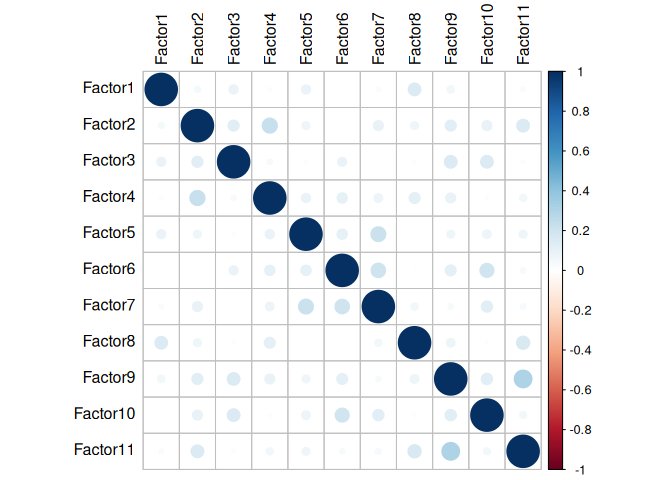 Factor1
Factor2
Factor3
Factor4
Factor5
Factor6
Factor7
Factor8
Factor9
Factor10
Factor11
Factor1
Factor2
Factor3
Factor4
Factor5
Factor6
Factor7
Factor8
Factor9
Factor10
Factor11
1
0.8
0.6
0.4
0.2
0
-0.2
-0.4
-0.6
-0.8
-1